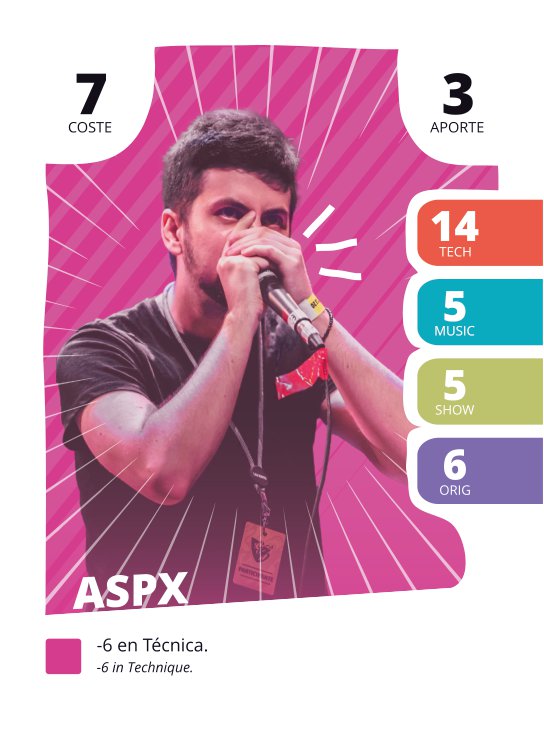 7
COSTE
3
APORTE
14
TECH
5
MUSIC
5
SHOW
6
ORIG
PARTICIPANTE
ASPX
-6 en Técnica.
-6 in Technique.